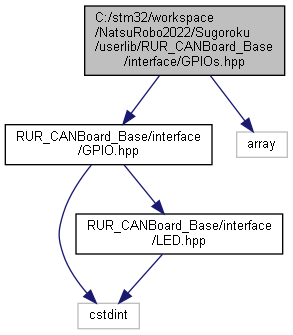 C:/stm32/workspace
/NatsuRobo2022/Sugoroku
/userlib/RUR_CANBoard_Base
/interface/GPIOs.hpp
RUR_CANBoard_Base/interface
/GPIO.hpp
array
RUR_CANBoard_Base/interface
/LED.hpp
cstdint